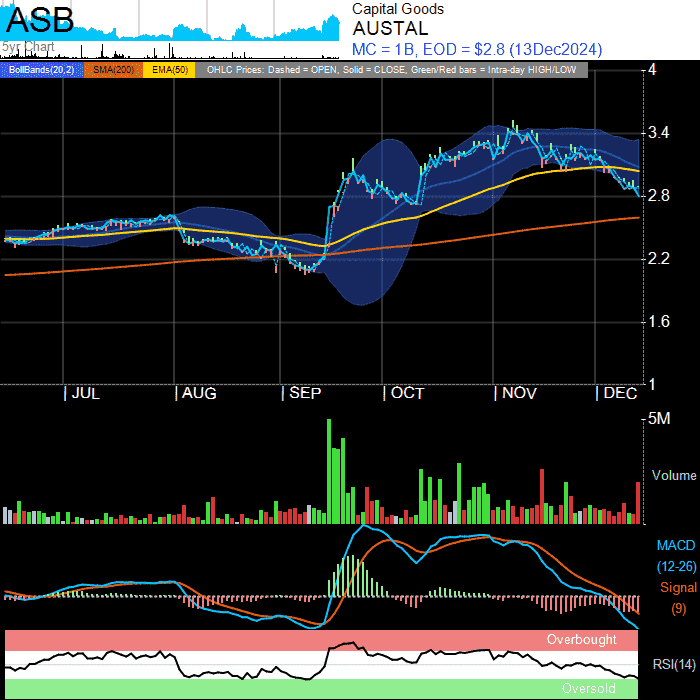 ASB
5yr Chart
Capital Goods
AUSTAL
MC = 1B, EOD = $2.8 (13Dec2024)
BollBands(20,2) SMA(200) EMA(50) OHLC Prices: Dashed = OPEN, Solid = CLOSE, Green/Red bars = Intra-day HIGH/LOW
4
3.4
2.8
2.2
1.6
1
JUL AUG SEP OCT NOV DEC
5M
Volume
MACD
(12-26)
Signal
(9)
Overbought
RSI(14)
Oversold